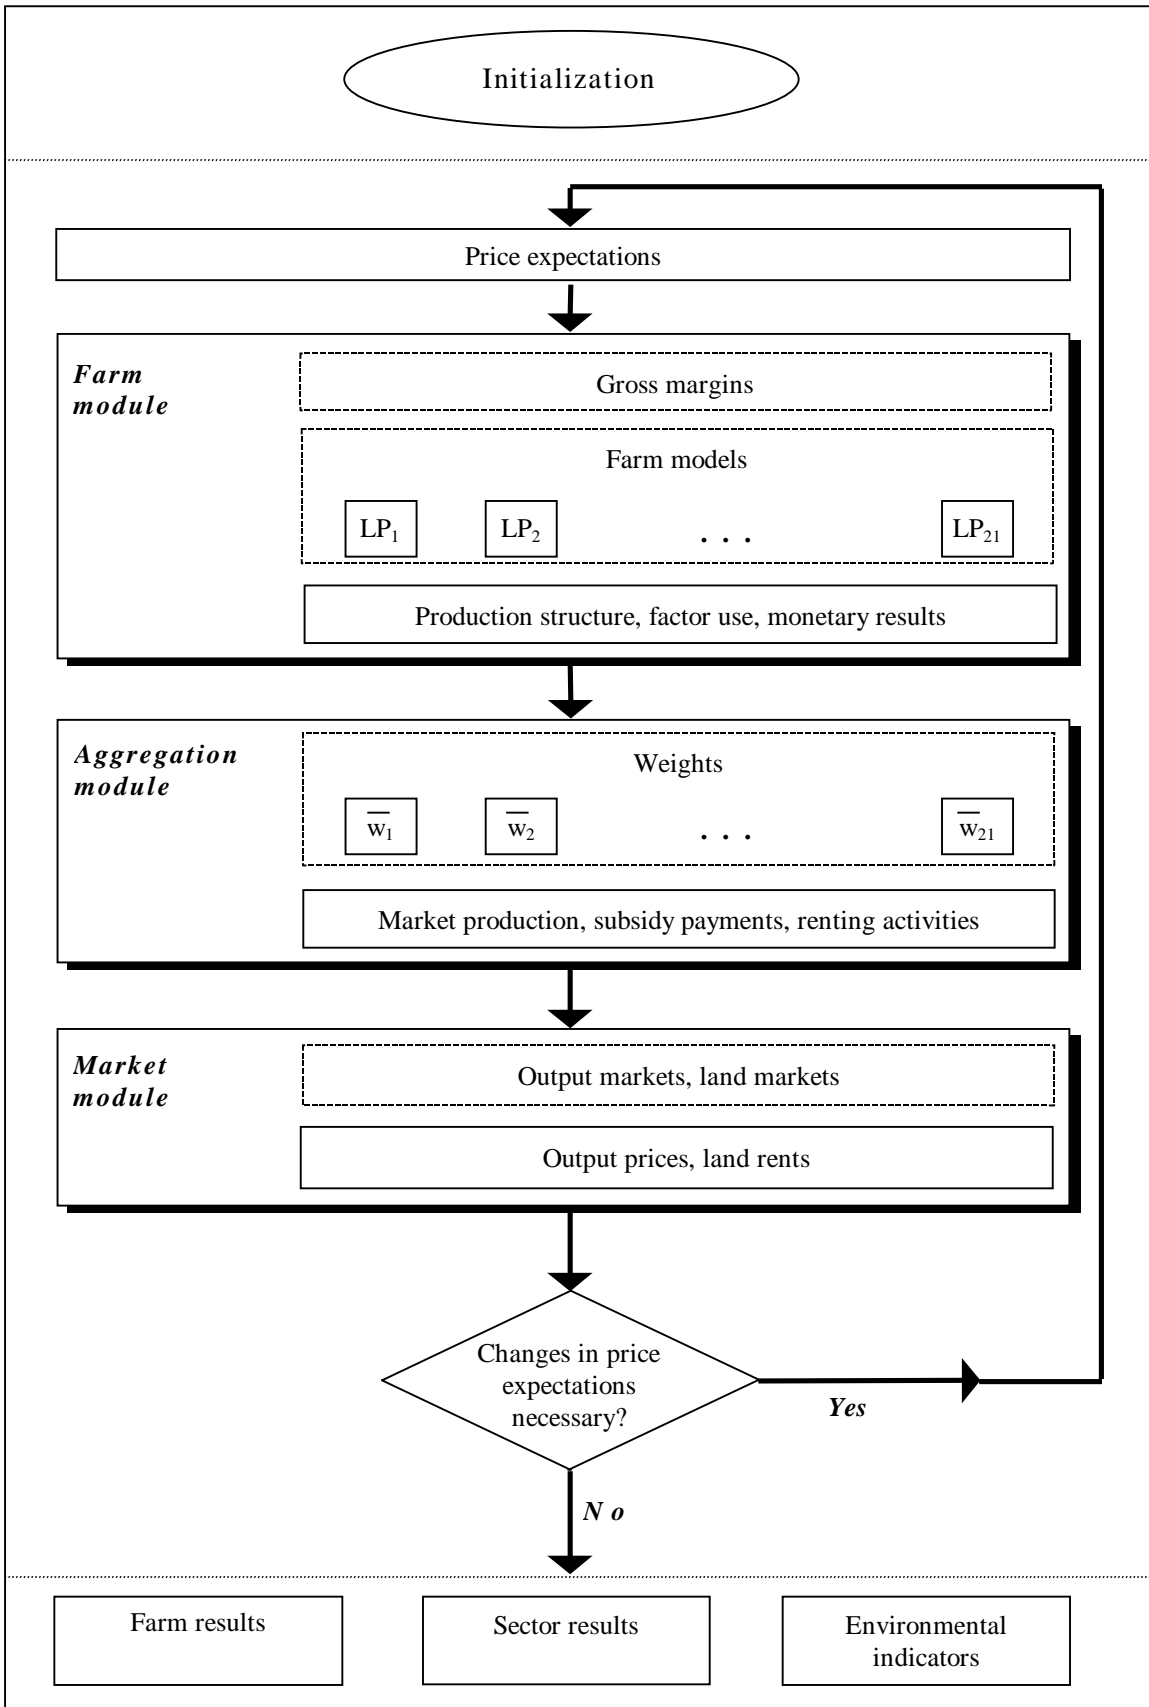 Initialization
Price expectations
Farm
module
Gross margins
Farm models
LP₁ LP₂ . . . LP₂₁
Production structure, factor use, monetary results
Aggregation
module
Weights
w̅₁ w̅₂ . . . w̅₂₁
Market production, subsidy payments, renting activities
Market
module
Output markets, land markets
Output prices, land rents
Changes in price
expectations
necessary?
Yes
No
Farm results
Sector results
Environmental
indicators